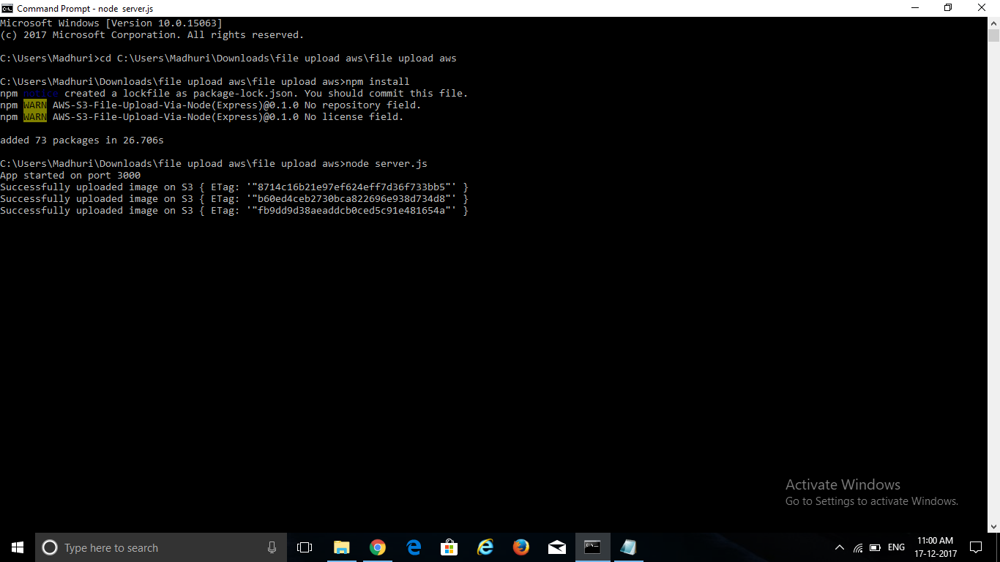 Command Prompt - node server.js
Microsoft Windows [Version 10.0.15063]
(c) 2017 Microsoft Corporation. All rights reserved.
C:\Users\Madhuri>cd C:\Users\Madhuri\Downloads\file upload aws\file upload aws
C:\Users\Madhuri\Downloads\file upload aws\file upload aws>npm install
npm notice created a lockfile as package-lock.json. You should commit this file.
npm WARN AWS-S3-File-Upload-Via-Node(Express)@0.1.0 No repository field.
npm WARN AWS-S3-File-Upload-Via-Node(Express)@0.1.0 No license field.
added 73 packages in 26.706s
C:\Users\Madhuri\Downloads\file upload aws\file upload aws>node server.js
App started on port 3000
Successfully uploaded image on S3 { ETag: '"8714c16b21e97ef624eff7d36f733bb5"' }
Successfully uploaded image on S3 { ETag: '"b60ed4ceb2730bca822696e938d734d8"' }
Successfully uploaded image on S3 { ETag: '"fb9dd9d38aeaddcb0ced5c91e481654a"' }
Activate Windows
Go to Settings to activate Windows.
Type here to search
ENG
11:00 AM
17-12-2017